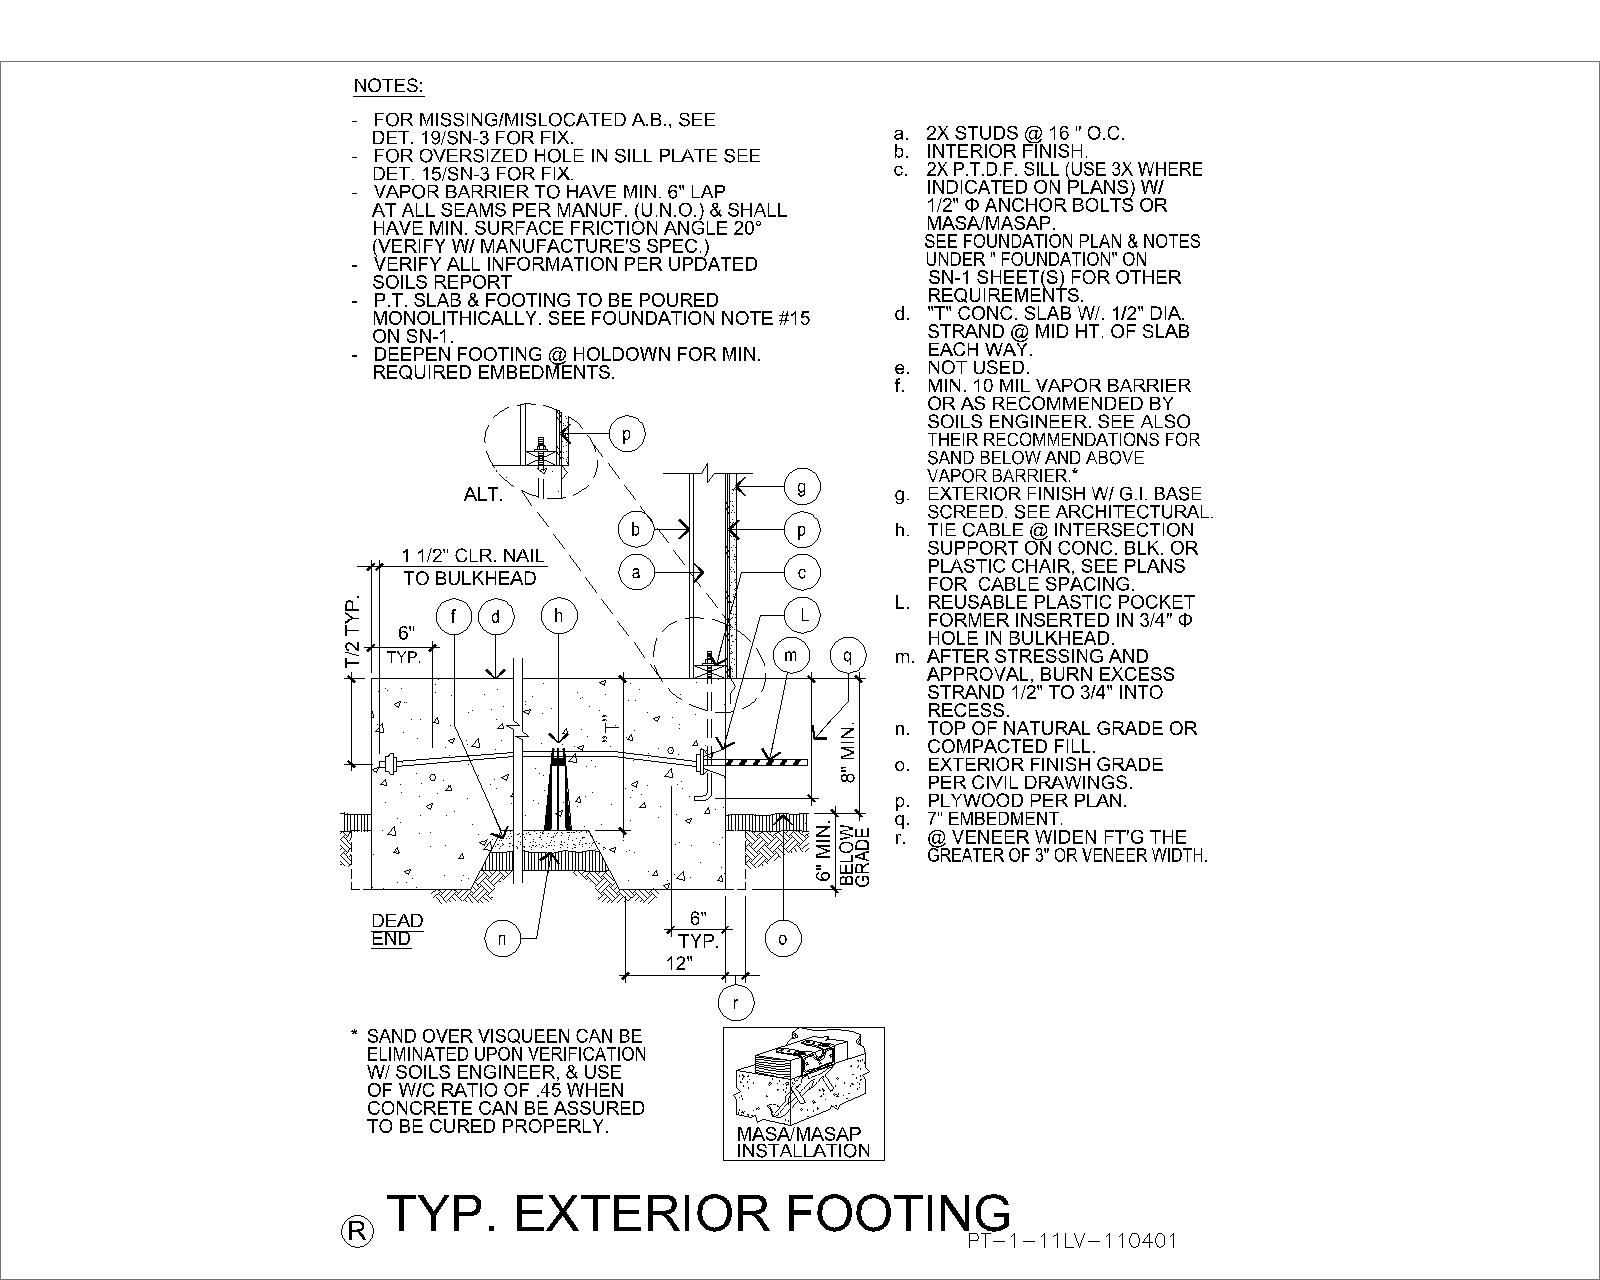 NOTES:
- FOR MISSING/MISLOCATED A.B., SEE
DET. 19/SN-3 FOR FIX.
- FOR OVERSIZED HOLE IN SILL PLATE SEE
DET. 15/SN-3 FOR FIX.
- VAPOR BARRIER TO HAVE MIN. 6" LAP
AT ALL SEAMS PER MANUF. (U.N.O.) & SHALL
HAVE MIN. SURFACE FRICTION ANGLE 20°
(VERIFY W/ MANUFACTURE'S SPEC.)
- VERIFY ALL INFORMATION PER UPDATED
SOILS REPORT
- P.T. SLAB & FOOTING TO BE POURED
MONOLITHICALLY. SEE FOUNDATION NOTE #15
ON SN-1.
- DEEPEN FOOTING @ HOLDOWN FOR MIN.
REQUIRED EMBEDMENTS.
a. 2X STUDS @ 16 " O.C.
b. INTERIOR FINISH.
c. 2X P.T.D.F. SILL (USE 3X WHERE
INDICATED ON PLANS) W/
1/2" Φ ANCHOR BOLTS OR
MASA/MASAP.
SEE FOUNDATION PLAN & NOTES
UNDER " FOUNDATION" ON
SN-1 SHEET(S) FOR OTHER
REQUIREMENTS.
d. "T" CONC. SLAB W/. 1/2" DIA.
STRAND @ MID HT. OF SLAB
EACH WAY.
e. NOT USED.
f. MIN. 10 MIL VAPOR BARRIER
OR AS RECOMMENDED BY
SOILS ENGINEER. SEE ALSO
THEIR RECOMMENDATIONS FOR
SAND BELOW AND ABOVE
VAPOR BARRIER.*
g. EXTERIOR FINISH W/ G.I. BASE
SCREED. SEE ARCHITECTURAL.
h. TIE CABLE @ INTERSECTION
SUPPORT ON CONC. BLK. OR
PLASTIC CHAIR, SEE PLANS
FOR CABLE SPACING.
L. REUSABLE PLASTIC POCKET
FORMER INSERTED IN 3/4" Φ
HOLE IN BULKHEAD.
m. AFTER STRESSING AND
APPROVAL, BURN EXCESS
STRAND 1/2" TO 3/4" INTO
RECESS.
n. TOP OF NATURAL GRADE OR
COMPACTED FILL.
o. EXTERIOR FINISH GRADE
PER CIVIL DRAWINGS.
p. PLYWOOD PER PLAN.
q. 7" EMBEDMENT.
r. @ VENEER WIDEN FT'G THE
GREATER OF 3" OR VENEER WIDTH.
p
ALT.
g
b
p
a
c
1 1/2" CLR. NAIL
TO BULKHEAD
f
d
h
L
T/2 TYP.
6"
TYP.
m
q
"T"
8" MIN.
6" MIN.
BELOW
GRADE
DEAD
END
n
6"
TYP.
o
12"
r
* SAND OVER VISQUEEN CAN BE
ELIMINATED UPON VERIFICATION
W/ SOILS ENGINEER, & USE
OF W/C RATIO OF .45 WHEN
CONCRETE CAN BE ASSURED
TO BE CURED PROPERLY.
MASA/MASAP
INSTALLATION
R TYP. EXTERIOR FOOTING
PT-1-11LV-110401